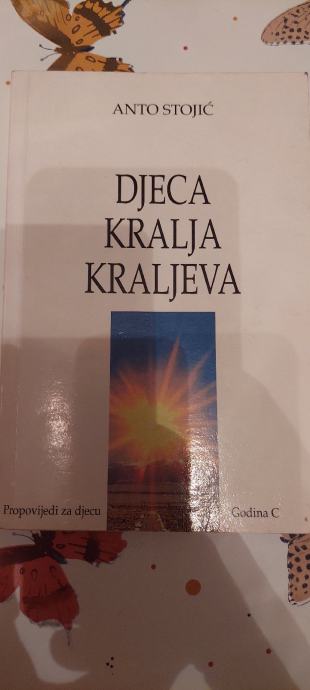 ANTO STOJIĆ
DJECA
KRALJA
KRALJEVA
Propovijedi za djecu
Godina C